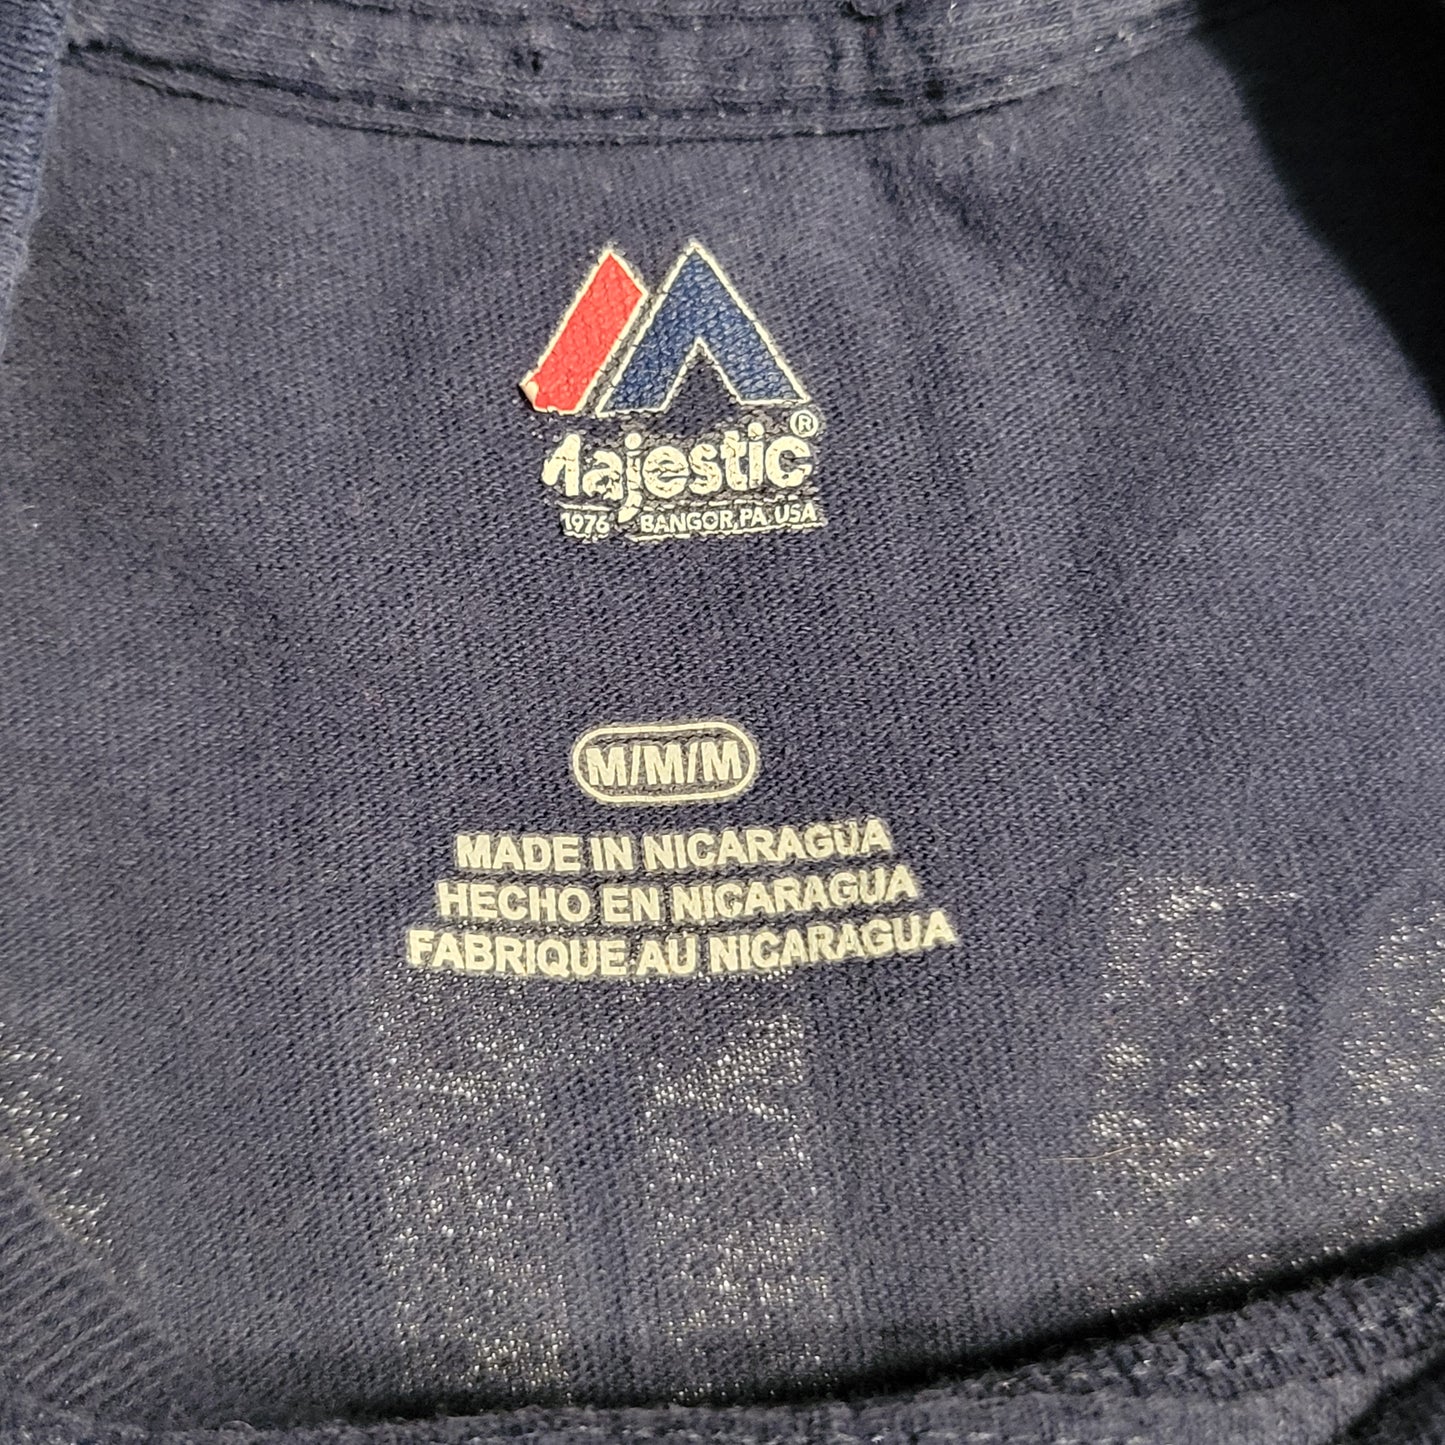 Majestic®
1976 BANGOR, PA. USA
M/M/M
MADE IN NICARAGUA
HECHO EN NICARAGUA
FABRIQUE AU NICARAGUA